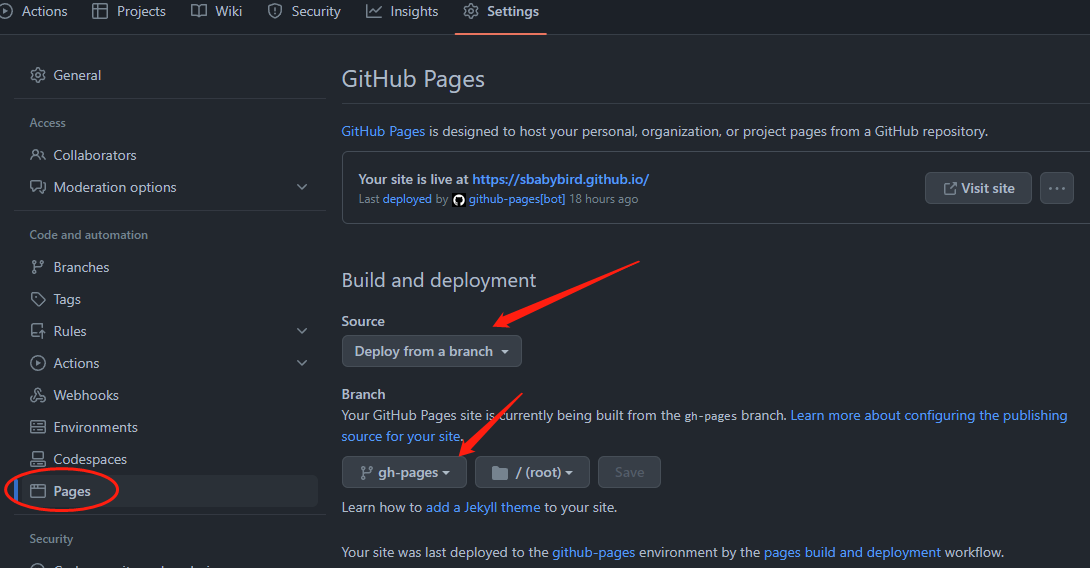 Actions Projects Wiki Security Insights Settings
General
Access
Collaborators
Moderation options
Code and automation
Branches
Tags
Rules
Actions
Webhooks
Environments
Codespaces
Pages
Security
GitHub Pages
GitHub Pages is designed to host your personal, organization, or project pages from a GitHub repository.
Your site is live at https://sbabybird.github.io/
Last deployed by github-pages[bot] 18 hours ago
Visit site
Build and deployment
Source
Deploy from a branch
Branch
Your GitHub Pages site is currently being built from the gh-pages branch. Learn more about configuring the publishing
source for your site.
gh-pages / (root) Save
Learn how to add a Jekyll theme to your site.
Your site was last deployed to the github-pages environment by the pages build and deployment workflow.